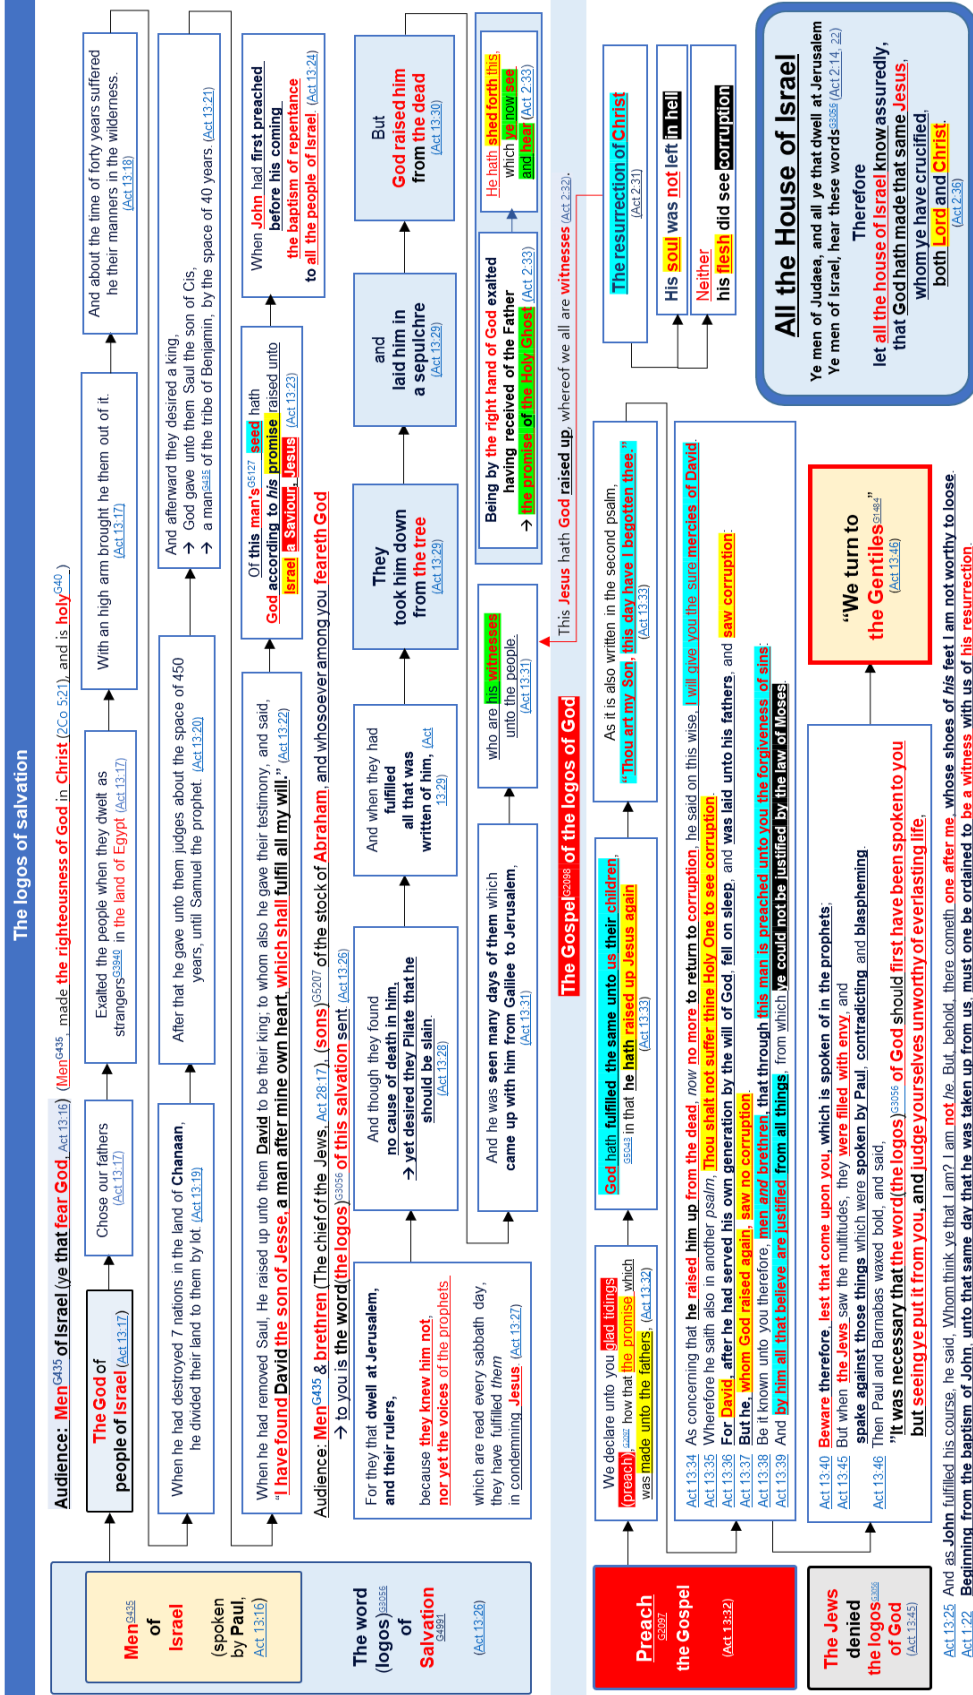 The logos of salvation
Audience: Men G435 of Israel (ye that fear God, Act 13:16) (Men G435, made the righteousness of God in Christ (2Co 5:21), and is holy G40.)
Men G435
of
Israel
(spoken
by Paul,
Act 13:16)
The God of
people of Israel (Act 13:17)
Chose our fathers
(Act 13:17)
Exalted the people when they dwelt as
strangers G3940 in the land of Egypt (Act 13:17)
With an high arm brought he them out of it.
(Act 13:17)
And about the time of forty years suffered
he their manners in the wilderness.
(Act 13:18)
When he had destroyed 7 nations in the land of Chanaan,
he divided their land to them by lot. (Act 13:19)
After that he gave unto them judges about the space of 450
years, until Samuel the prophet. (Act 13:20)
And afterward they desired a king,
→ God gave unto them Saul the son of Cis,
→ a man G435 of the tribe of Benjamin, by the space of 40 years. (Act 13:21)
When he had removed Saul, He raised up unto them David to be their king; to whom also he gave their testimony, and said,
"I have found David the son of Jesse, a man after mine own heart, which shall fulfil all my will." (Act 13:22)
Of this man's G5127 seed hath
God according to his promise raised unto
Israel a Saviour, Jesus (Act 13:23)
When John had first preached
before his coming
the baptism of repentance
to all the people of Israel (Act 13:24)
Audience: Men G435 & brethren (The chief of the Jews, Act 28:17), (sons) G5207 of the stock of Abraham, and whosoever among you feareth God
→ to you is the word (the logos) G3056 of this salvation sent (Act 13:26)
The word
(logos) G3056
of
Salvation
G4991
(Act 13:26)
For they that dwell at Jerusalem,
and their rulers,
because they knew him not,
nor yet the voices of the prophets
which are read every sabbath day,
they have fulfilled them
in condemning Jesus. (Act 13:27)
And though they found
no cause of death in him,
→ yet desired they Pilate that he
should be slain.
(Act 13:28)
And when they had
fulfilled
all that was
written of him, (Act
13:29)
They
took him down
from the tree
(Act 13:29)
and
laid him in
a sepulchre
(Act 13:29)
But
God raised him
from the dead
(Act 13:30)
And he was seen many days of them which
came up with him from Galilee to Jerusalem,
(Act 13:31)
who are his witnesses
unto the people.
(Act 13:31)
Being by the right hand of God exalted
having received of the Father
→ the promise of the Holy Ghost (Act 2:33)
He hath shed forth this,
which ye now see
and hear (Act 2:33)
The Gospel G2098 of the logos of God
This Jesus hath God raised up, whereof we all are witnesses (Act 2:32).
Preach
G2097
the Gospel
(Act 13:32)
We declare unto you glad tidings
(preach), G2097 how that the promise which
was made unto the fathers, (Act 13:32)
God hath fulfilled the same unto us their children,
G5043 in that he hath raised up Jesus again
(Act 13:33)
As it is also written in the second psalm,
"Thou art my Son, this day have I begotten thee."
(Act 13:33)
The resurrection of Christ
(Act 2:31)
His soul was not left in hell
Neither
his flesh did see corruption
Act 13:34 As concerning that he raised him up from the dead, now no more to return to corruption, he said on this wise, I will give you the sure mercies of David.
Act 13:35 Wherefore he saith also in another psalm, Thou shalt not suffer thine Holy One to see corruption.
Act 13:36 For David, after he had served his own generation by the will of God, fell on sleep, and was laid unto his fathers, and saw corruption:
Act 13:37 But he, whom God raised again, saw no corruption.
Act 13:38 Be it known unto you therefore, men and brethren, that through this man is preached unto you the forgiveness of sins:
Act 13:39 And by him all that believe are justified from all things, from which ye could not be justified by the law of Moses.
The Jews
denied
the logos G3056
of God
(Act 13:45)
Act 13:40 Beware therefore, lest that come upon you, which is spoken of in the prophets;
Act 13:45 But when the Jews saw the multitudes, they were filled with envy, and
spake against those things which were spoken by Paul, contradicting and blaspheming.
Act 13:46 Then Paul and Barnabas waxed bold, and said,
"It was necessary that the word (the logos) G3056 of God should first have been spoken to you
but seeing ye put it from you, and judge yourselves unworthy of everlasting life,
"We turn to
the Gentiles G1484"
(Act 13:46)
All the House of Israel
Ye men of Judaea, and all ye that dwell at Jerusalem
Ye men of Israel, hear these words G3056 (Act 2:14, 22)
Therefore
let all the house of Israel know assuredly,
that God hath made that same Jesus,
whom ye have crucified,
both Lord and Christ.
(Act 2:36)
Act 13:25 And as John fulfilled his course, he said, Whom think ye that I am? I am not he. But, behold, there cometh one after me, whose shoes of his feet I am not worthy to loose.
Act 1:22 Beginning from the baptism of John, unto that same day that he was taken up from us, must one be ordained to be a witness with us of his resurrection.